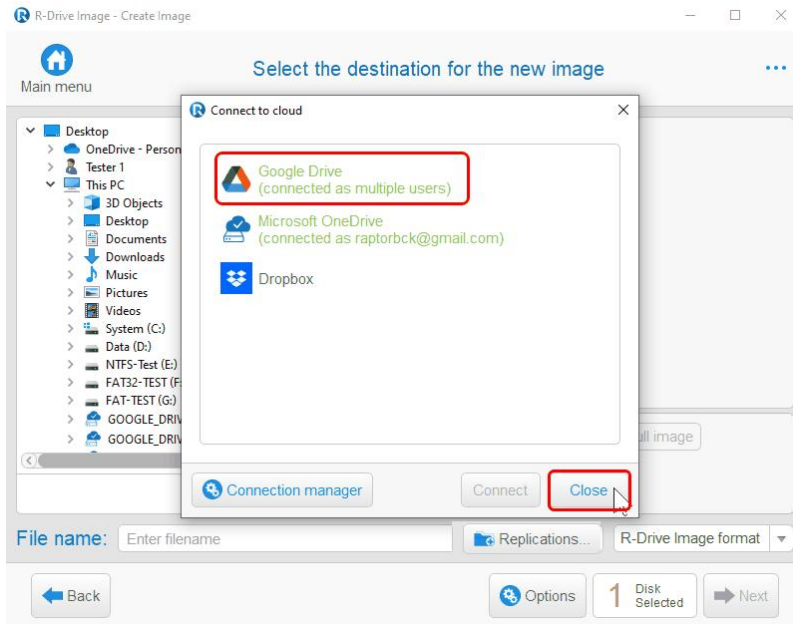 R-Drive Image - Create Image
Main menu
Select the destination for the new image
Connect to cloud
Desktop
OneDrive - Person
Tester 1
This PC
3D Objects
Desktop
Documents
Downloads
Music
Pictures
Videos
System (C:)
Data (D:)
NTFS-Test (E:)
FAT32-TEST (F:
FAT-TEST (G:)
GOOGLE_DRIV
GOOGLE_DRIV
Google Drive
(connected as multiple users)
Microsoft OneDrive
(connected as raptorbck@gmail.com)
Dropbox
image
Connection manager
Connect
Close
File name:
Enter filename
Replications...
R-Drive Image format
Back
Options
1 Disk
Selected
Next